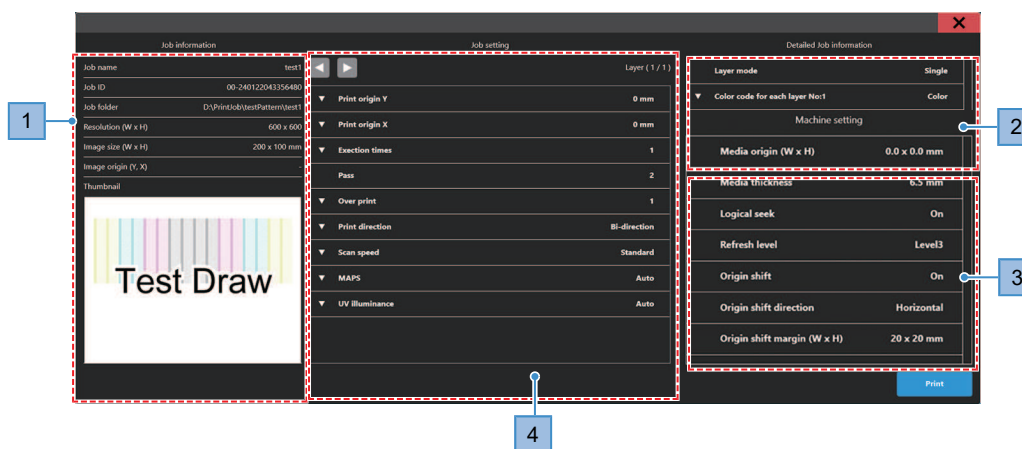 Job information
Job name test1
Job ID 00-240122043356480
Job folder D:\PrintJob\testPattern\test1
Resolution (W x H) 600 x 600
Image size (W x H) 200 x 100 mm
Image origin (Y, X) -
Thumbnail
Test Draw
1
Job setting
Layer ( 1 / 1 )
Print origin Y 0 mm
Print origin X 0 mm
Exection times 1
Pass 2
Over print 1
Print direction Bi-direction
Scan speed Standard
MAPS Auto
UV illuminance Auto
4
Detailed Job information
Layer mode Single
Color code for each layer No:1 Color
Machine setting
2
Media origin (W x H) 0.0 x 0.0 mm
Media thickness 6.5 mm
Logical seek On
Refresh level Level3
Origin shift On
3
Origin shift direction Horizontal
Origin shift margin (W x H) 20 x 20 mm
Print